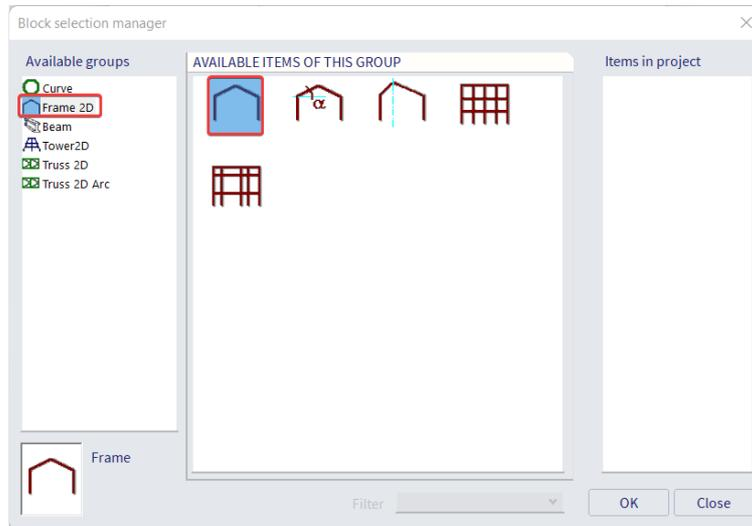 Block selection manager
Available groups
AVAILABLE ITEMS OF THIS GROUP
Items in project
Curve
Frame 2D
Beam
Tower2D
Truss 2D
Truss 2D Arc
α
Frame
Filter
OK
Close